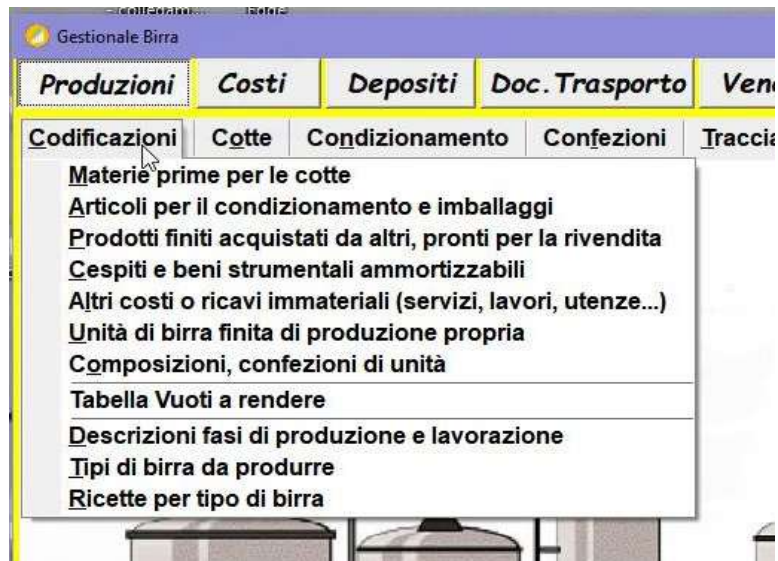 Gestionale Birra
Produzioni Costi Depositi Doc.Trasporto
Codificazioni Cotte Condizionamento Confezioni
Materie prime per le cotte
Articoli per il condizionamento e imballaggi
Prodotti finiti acquistati da altri, pronti per la rivendita
Cespiti e beni strumentali ammortizzabili
Altri costi o ricavi immateriali (servizi, lavori, utenze...)
Unità di birra finita di produzione propria
Composizioni, confezioni di unità
Tabella Vuoti a rendere
Descrizioni fasi di produzione e lavorazione
Tipi di birra da produrre
Ricette per tipo di birra